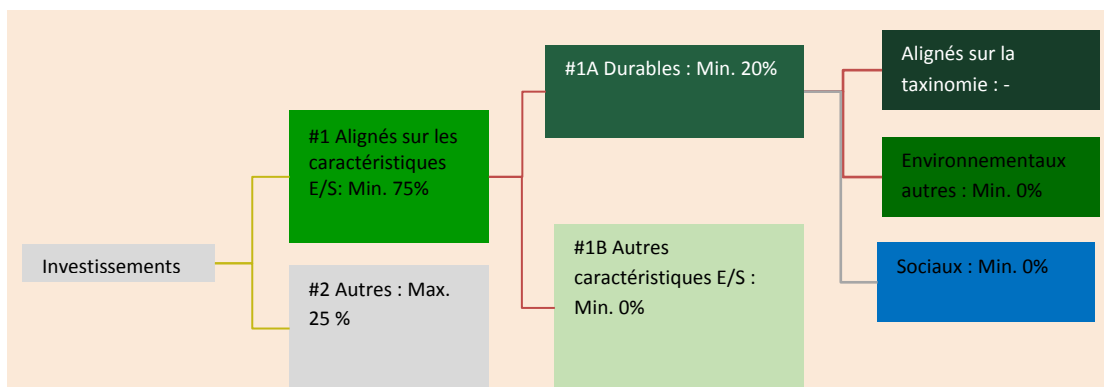 Investissements
#1 Alignés sur les
caractéristiques
E/S: Min. 75%
#2 Autres : Max.
25 %
#1A Durables : Min. 20%
#1B Autres
caractéristiques E/S :
Min. 0%
Alignés sur la
taxinomie : -
Environnementaux
autres : Min. 0%
Sociaux : Min. 0%